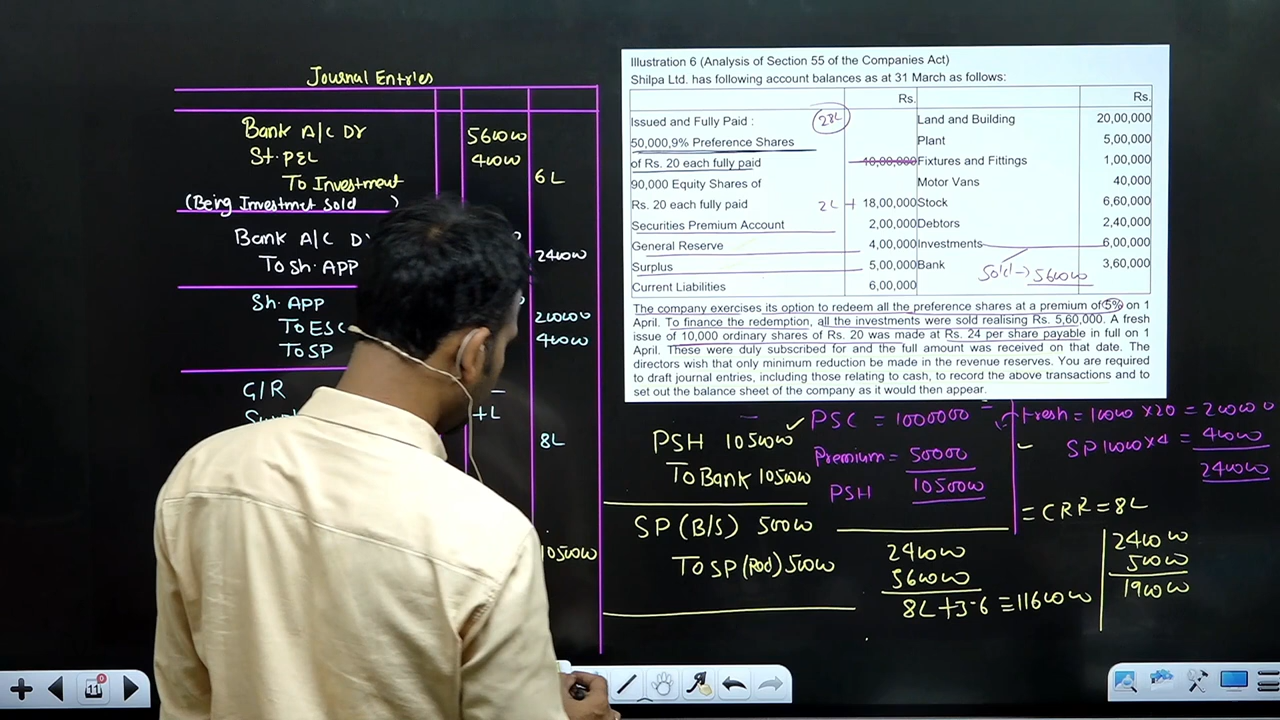 Journal Entries
Bank A/C Dr 560000
St. P&L 40000
To Investment 6L
(Being Investment Sold )
Bank A/C D
To Sh. APP 240000
Sh. APP
To ESC 200000
To SP 40000
G/R –
4L
8L
1050000
Illustration 6 (Analysis of Section 55 of the Companies Act)
Shilpa Ltd. has following account balances as at 31 March as follows:
Rs. Rs.
Issued and Fully Paid : 28L Land and Building 20,00,000
50,000,9% Preference Shares Plant 5,00,000
of Rs. 20 each fully paid 10,00,000 Fixtures and Fittings 1,00,000
90,000 Equity Shares of Motor Vans 40,000
Rs. 20 each fully paid 2L + 18,00,000 Stock 6,60,000
Securities Premium Account 2,00,000 Debtors 2,40,000
General Reserve 4,00,000 Investments 6,00,000
Surplus 5,00,000 Bank 3,60,000
Sold → 560000
Current Liabilities 6,00,000
The company exercises its option to redeem all the preference shares at a premium of 5% on 1
April. To finance the redemption, all the investments were sold realising Rs. 5,60,000. A fresh
issue of 10,000 ordinary shares of Rs. 20 was made at Rs. 24 per share payable in full on 1
April. These were duly subscribed for and the full amount was received on that date. The
directors wish that only minimum reduction be made in the revenue reserves. You are required
to draft journal entries, including those relating to cash, to record the above transactions and to
set out the balance sheet of the company as it would then appear.
PSH 1050000
To Bank 1050000
SP (B/S) 50000
To SP (Red) 50000
PSC = 1000000
Premium = 50000
PSH 1050000
Fresh = 10000 x 20 = 200000
SP 10000 x 4 = 40000
240000
= CRR = 8L
240000
560000
8L + 3.6 = 1160000
240000
50000
190000
11